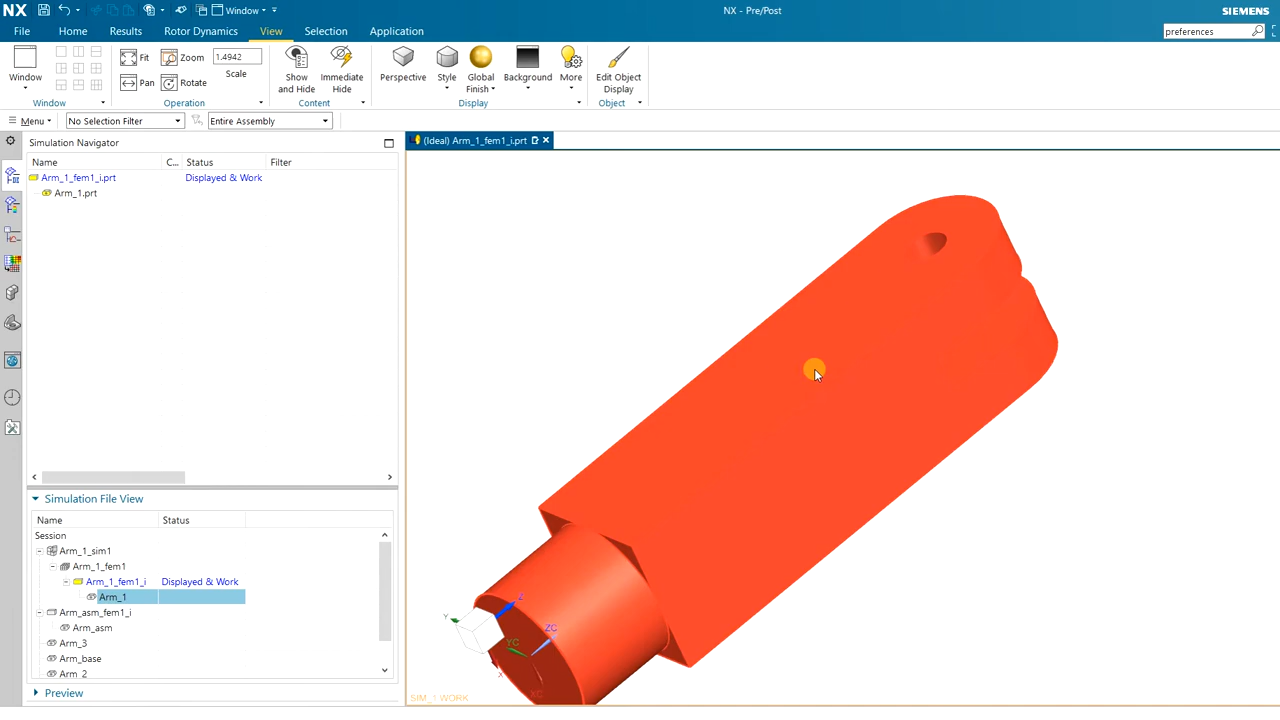 NX Window NX - Pre/Post SIEMENS
File Home Results Rotor Dynamics View Selection Application preferences
Window Fit Zoom 1.4942 Scale Pan Rotate Show and Hide Immediate Hide Perspective Style Global Finish Background More Edit Object Display
Window Operation Content Display Object
Menu No Selection Filter Entire Assembly
Simulation Navigator (Ideal) Arm_1_fem1_i.prt
Name C... Status Filter
Arm_1_fem1_i.prt Displayed & Work
Arm_1.prt
Simulation File View
Name Status
Session
Arm_1_sim1
Arm_1_fem1
Arm_1_fem1_i Displayed & Work
Arm_1
Arm_asm_fem1_i
Arm_asm
Arm_3
Arm_base
Arm_2
Preview
Z
Y
ZC
YC
X
XC
SIM_1 WORK